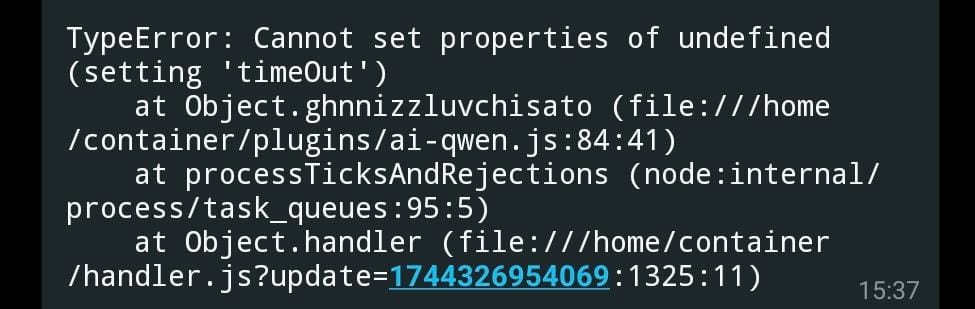 TypeError: Cannot set properties of undefined
(setting 'timeOut')
    at Object.ghnnizzluvchisato (file:///home
/container/plugins/ai-qwen.js:84:41)
    at processTicksAndRejections (node:internal/
process/task_queues:95:5)
    at Object.handler (file:///home/container
/handler.js?update=1744326954069:1325:11)
15:37